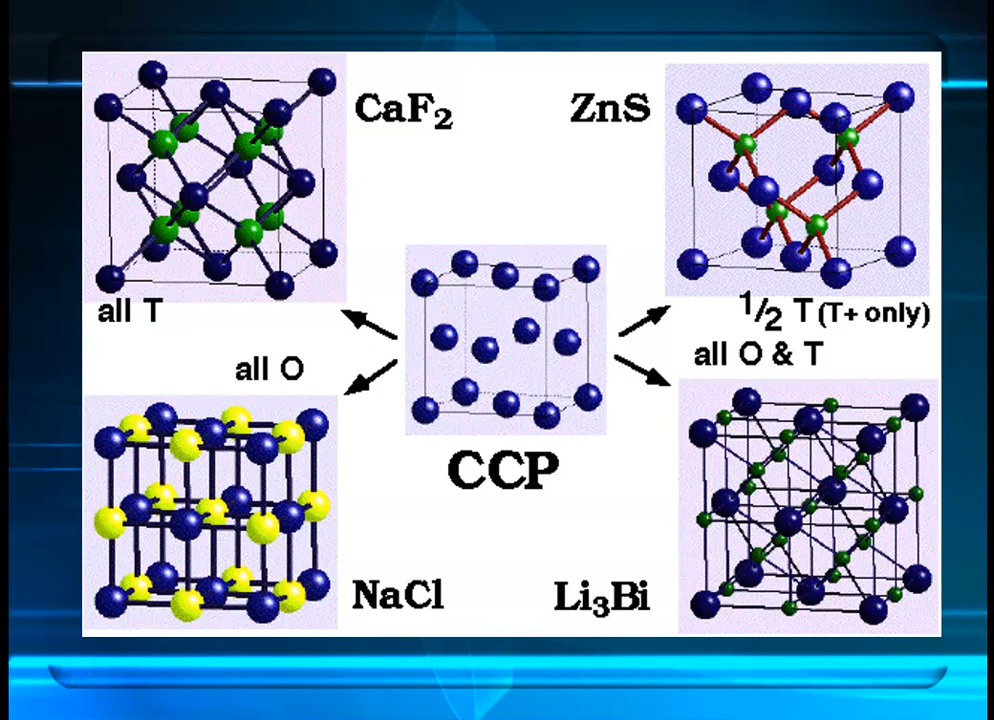 CaF₂
ZnS
all T
1/2 T (T+ only)
all O
all O & T
CCP
NaCl
Li₃Bi